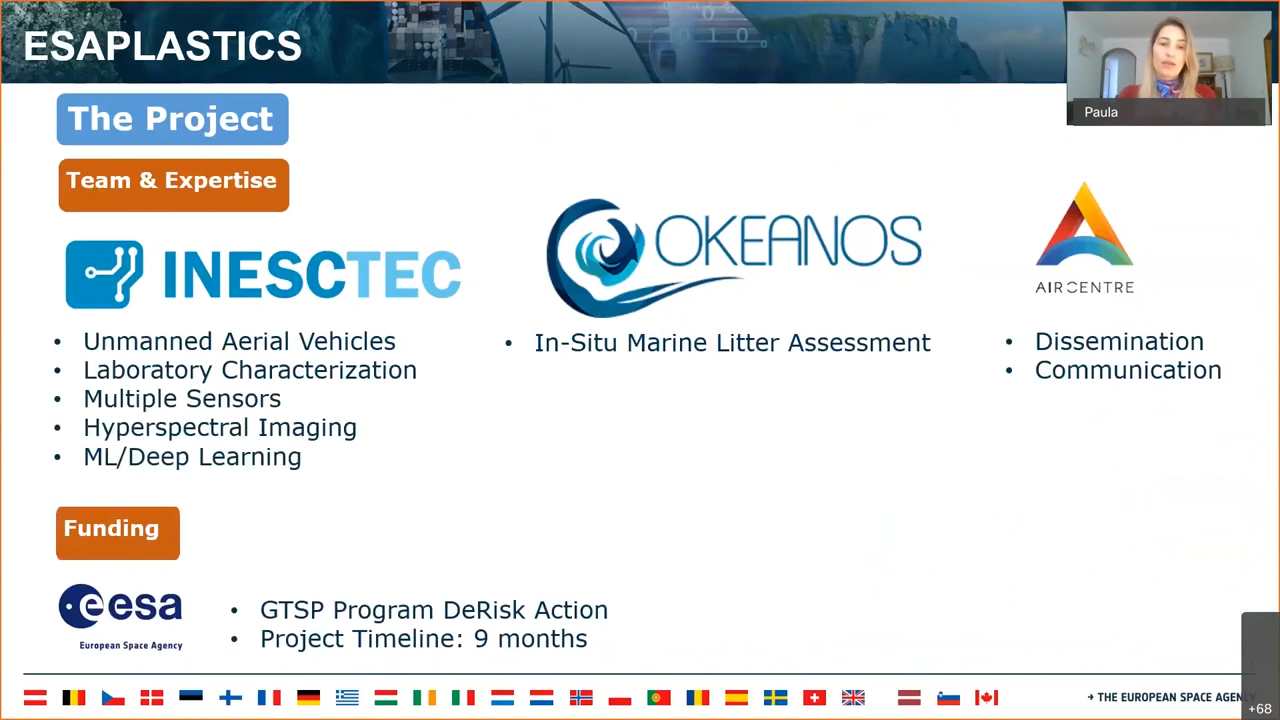 ESAPLASTICS
Paula
The Project
Team & Expertise
INESCTEC
• Unmanned Aerial Vehicles
• Laboratory Characterization
• Multiple Sensors
• Hyperspectral Imaging
• ML/Deep Learning
OKEANOS
• In-Situ Marine Litter Assessment
AIRCENTRE
• Dissemination
• Communication
Funding
esa
European Space Agency
• GTSP Program DeRisk Action
• Project Timeline: 9 months
→ THE EUROPEAN SPACE AGENCY
+68